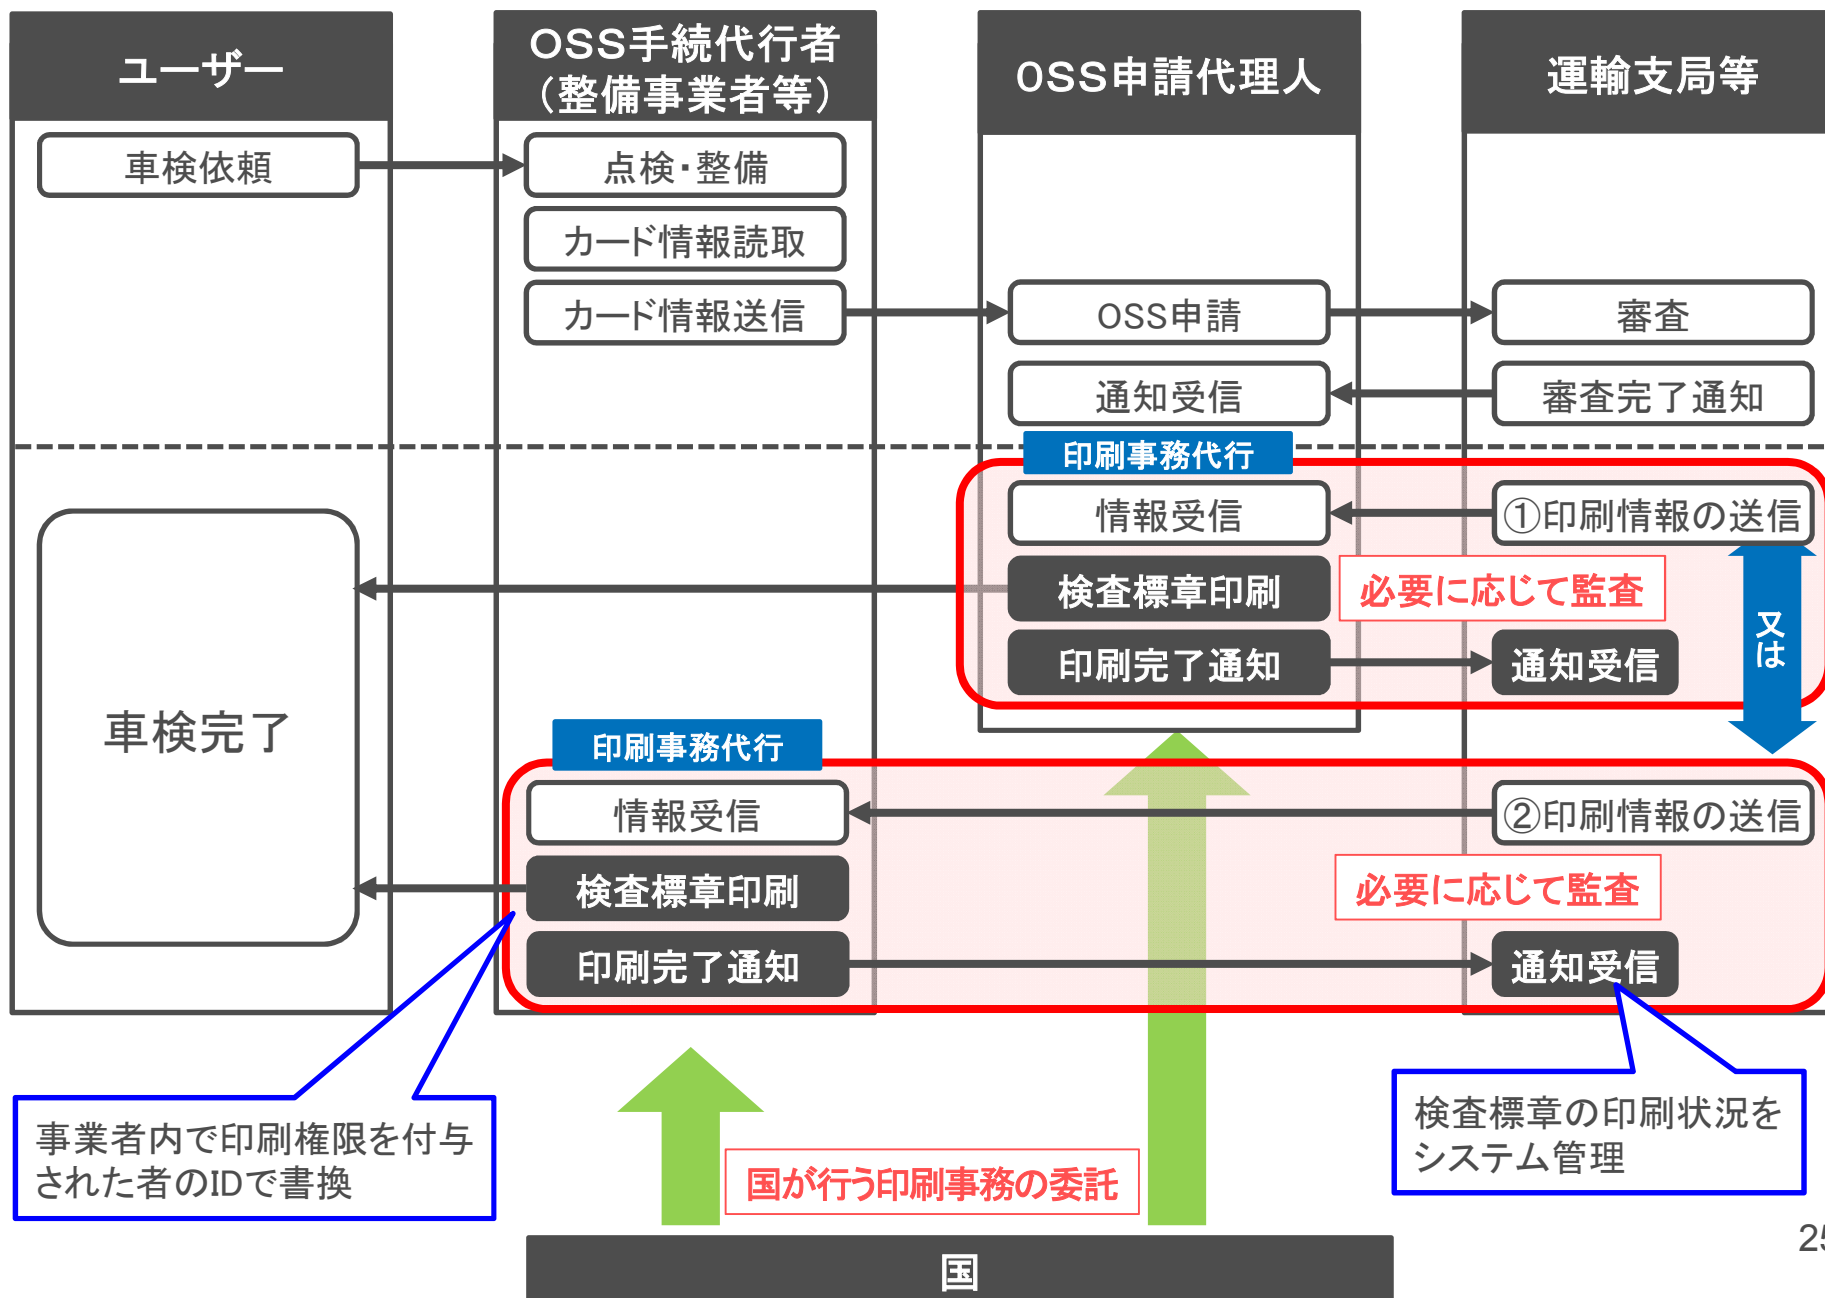 ユーザー
OSS手続代行者
（整備事業者等）
OSS申請代理人
運輸支局等
車検依頼
点検・整備
カード情報読取
カード情報送信
OSS申請
審査
通知受信
審査完了通知
印刷事務代行
情報受信
①印刷情報の送信
検査標章印刷
必要に応じて監査
又は
印刷完了通知
通知受信
車検完了
印刷事務代行
情報受信
②印刷情報の送信
検査標章印刷
必要に応じて監査
印刷完了通知
通知受信
事業者内で印刷権限を付与
された者のIDで書換
検査標章の印刷状況を
システム管理
国が行う印刷事務の委託
国
25